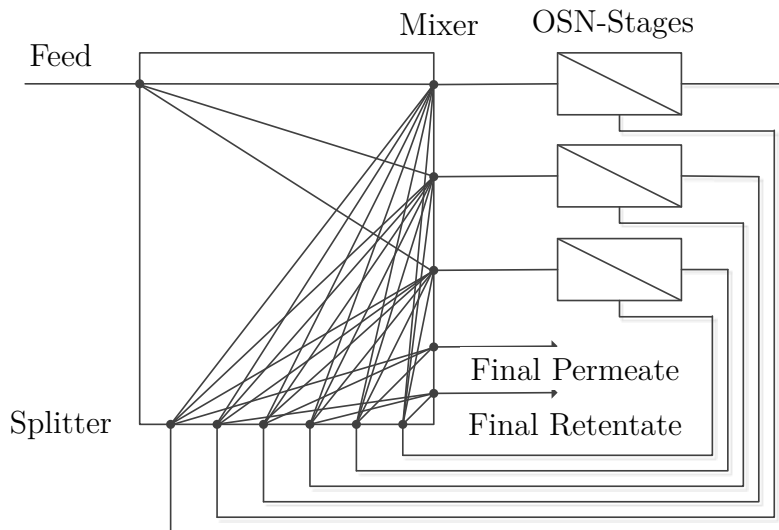 Mixer
OSN-Stages
Feed
Final Permeate
Splitter
Final Retentate